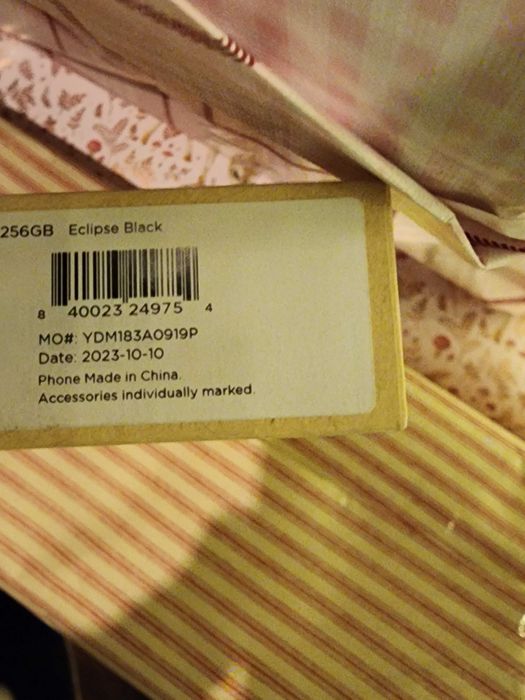 256GB Eclipse Black
8 40023 24975 4
MO#: YDM183A0919P
Date: 2023-10-10
Phone Made in China.
Accessories individually marked.